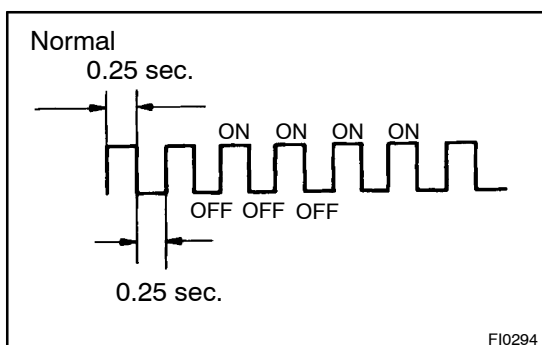 Normal
0.25 sec.
ON ON ON ON
OFF OFF OFF
0.25 sec.
FI0294